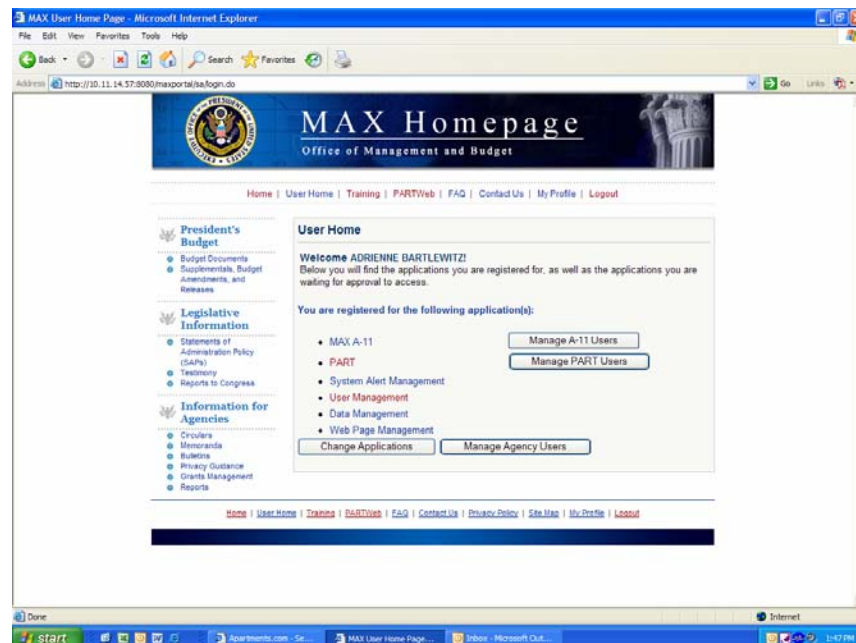 MAX User Home Page - Microsoft Internet Explorer
File Edit View Favorites Tools Help
Back Search Favorites
Address http://10.11.14.57:8080/maxportal/sa/login.do Go Links
MAX Homepage
Office of Management and Budget
Home | User Home | Training | PARTWeb | FAQ | Contact Us | My Profile | Logout
President's
Budget
Budget Documents
Supplementals, Budget
Amendments, and
Releases
Legislative
Information
Statements of
Administration Policy
(SAPs)
Testimony
Reports to Congress
Information for
Agencies
Circulars
Memoranda
Bulletins
Privacy Guidance
Grants Management
Reports
User Home
Welcome ADRIENNE BARTLEWITZ!
Below you will find the applications you are registered for, as well as the applications you are
waiting for approval to access.
You are registered for the following application(s):
MAX A-11 Manage A-11 Users
PART Manage PART Users
System Alert Management
User Management
Data Management
Web Page Management
Change Applications Manage Agency Users
Home | User Home | Training | PARTWeb | FAQ | Contact Us | Privacy Policy | Site Map | My Profile | Logout
Done Internet
start Apartments.com - Se... MAX User Home Page... Inbox - Microsoft Out... 1:47 PM